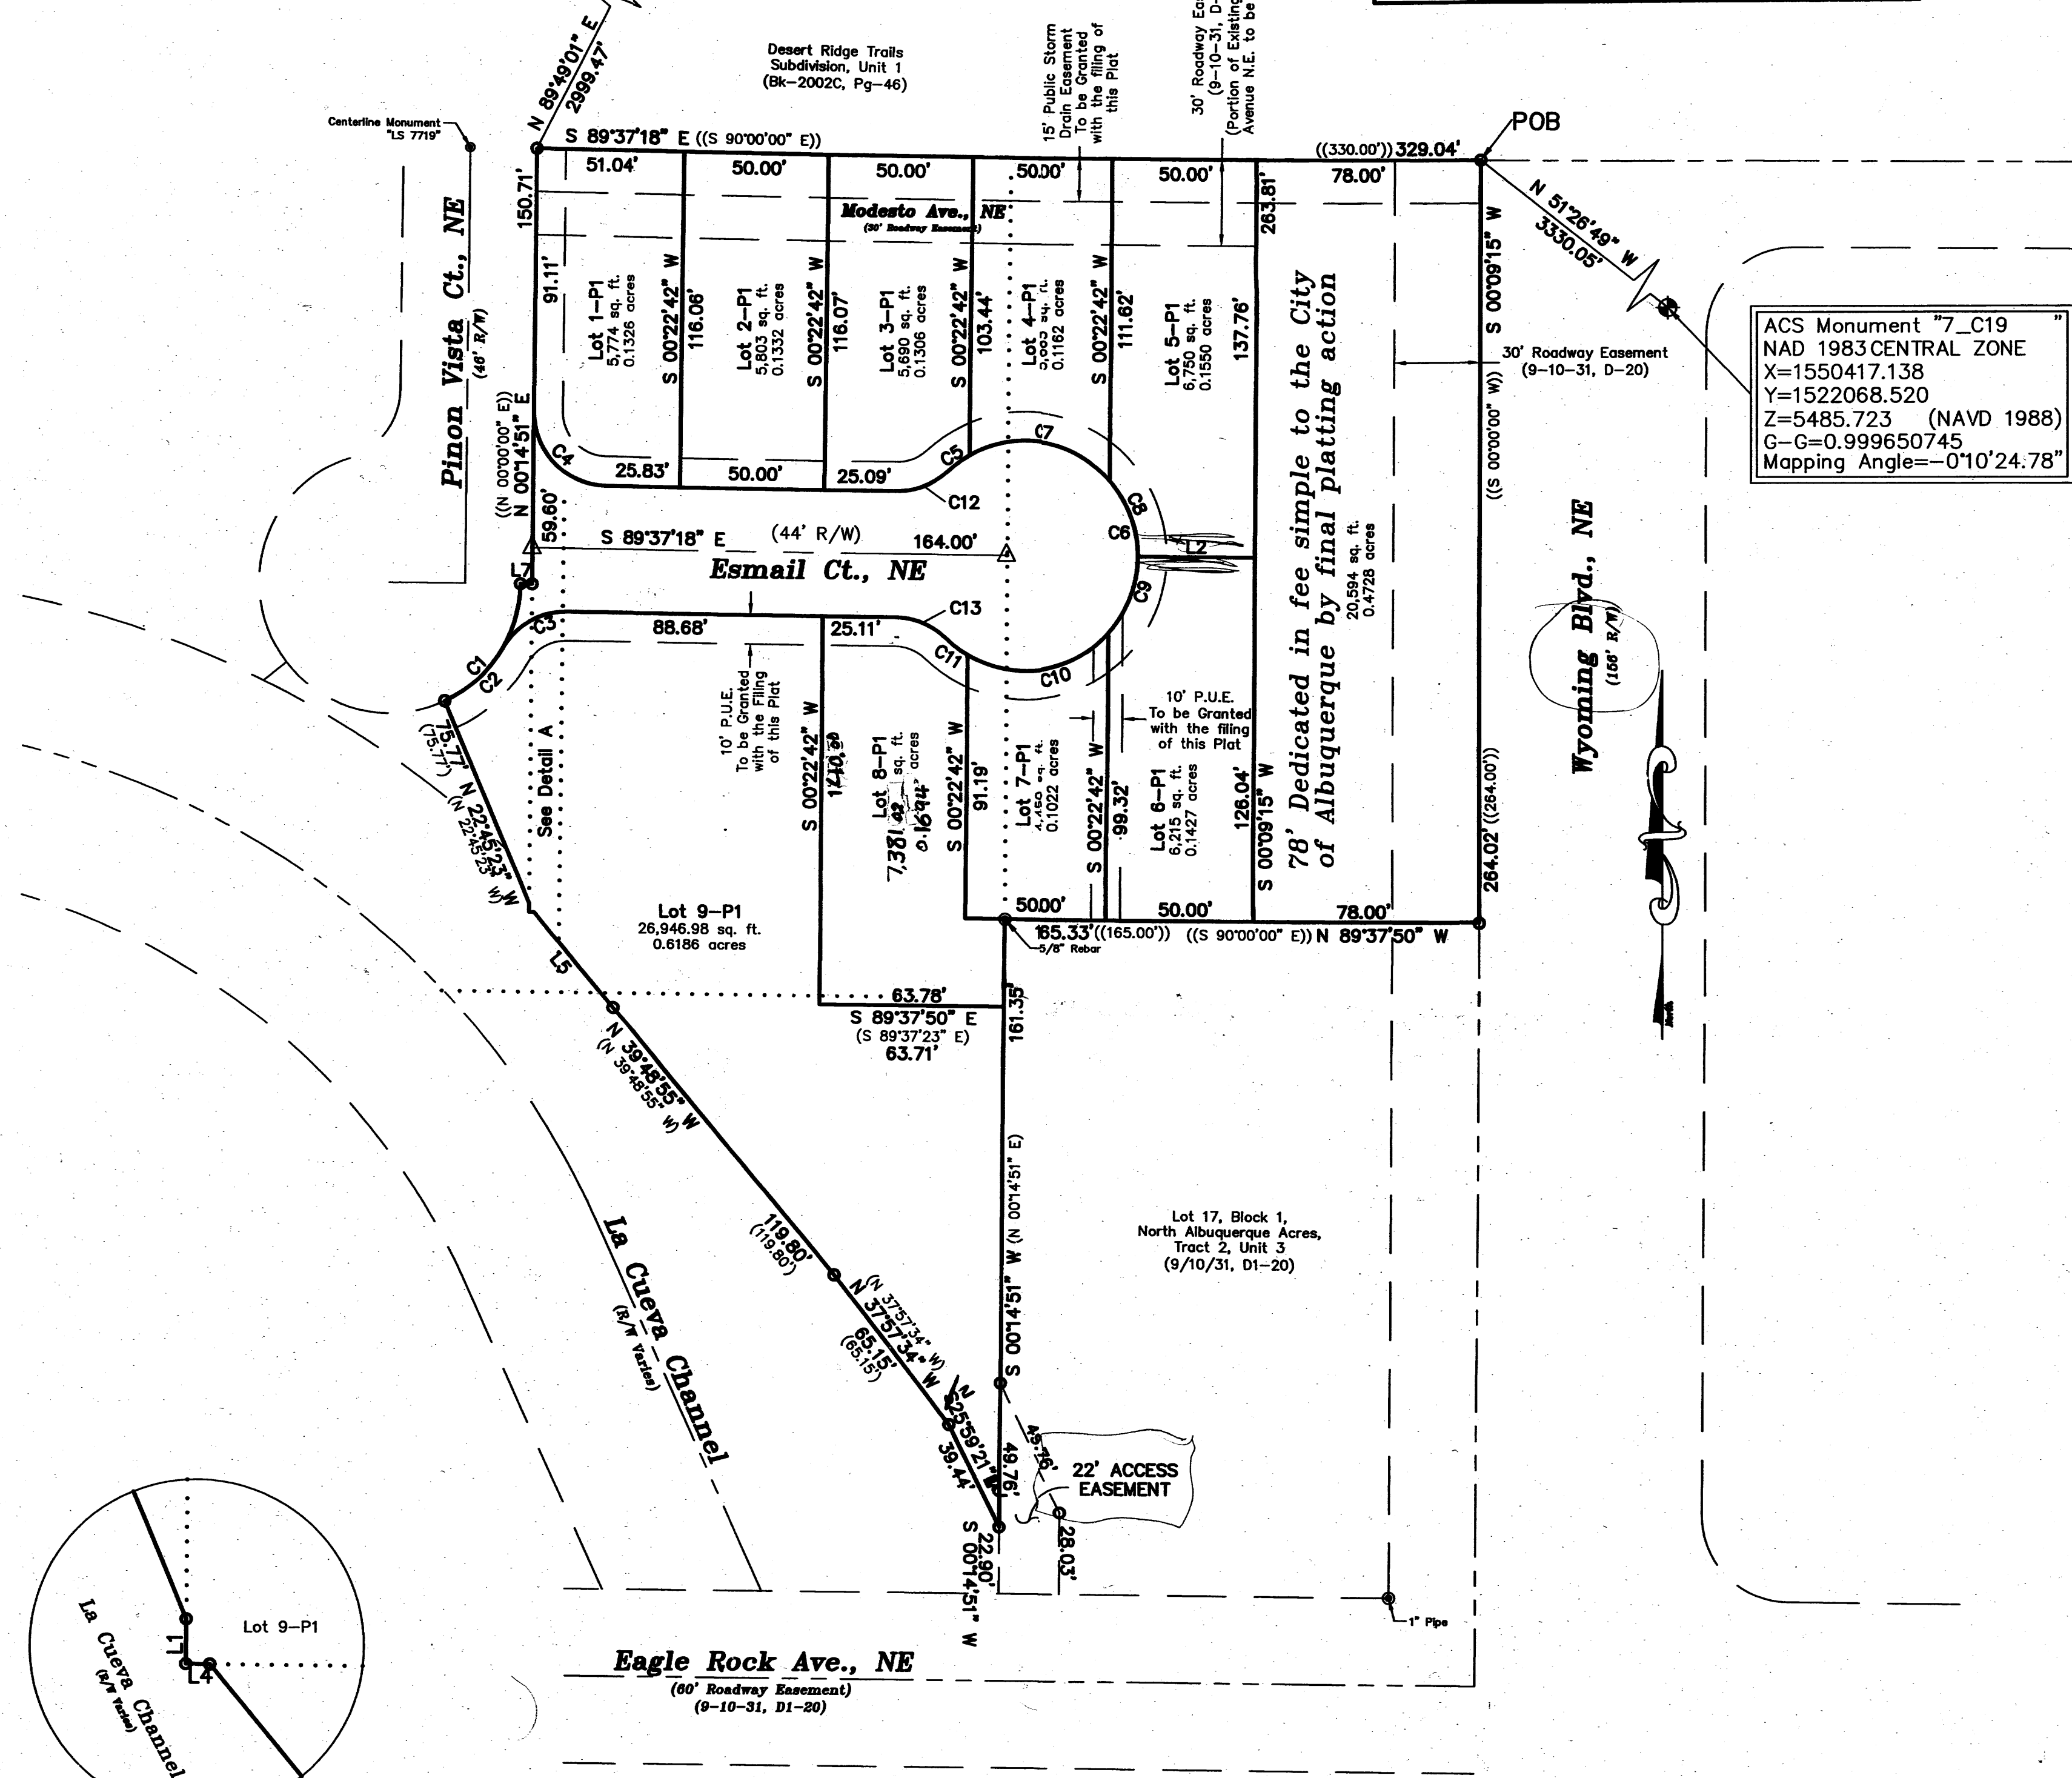 N 89°49'01" E
2999.47'
Desert Ridge Trails
Subdivision, Unit 1
(Bk-2002C, Pg-46)
15' Public Storm
Drain Easement
To be Granted
with the filing of
this Plat
30' Roadway
(9-10-31,
(Portion of Existing
Avenue N.E. to be
Centerline Monument
"LS 7719"
S 89°37'18" E ((S 90°00'00" E))
((330.00')) 329.04'
POB
51.04'
50.00'
50.00'
50.00'
50.00'
78.00'
N 51°26'49" W
3330.05'
ACS Monument "7_C19 "
NAD 1983 CENTRAL ZONE
X=1550417.138
Y=1522068.520
Z=5485.723 (NAVD 1988)
G-G=0.999650745
Mapping Angle=-0°10'24.78"
Pinon Vista Ct., NE
(46' R/W)
150.71'
91.11'
((N 00°00'00" E))
N 00°14'51" E
59.60'
Modesto Ave., NE
(30' Roadway Easement)
Lot 1-P1
5,774 sq. ft.
0.1326 acres
S 00°22'42" W
116.06'
Lot 2-P1
5,803 sq. ft.
0.1332 acres
S 00°22'42" W
116.07'
Lot 3-P1
5,690 sq. ft.
0.1306 acres
S 00°22'42" W
103.44'
Lot 4-P1
sq. ft.
0.1162 acres
S 00°22'42" W
111.62'
Lot 5-P1
6,750 sq. ft.
0.1550 acres
137.76'
263.81'
78' Dedicated in fee simple to the City
of Albuquerque by final platting action
20,594 sq. ft.
0.4728 acres
30' Roadway Easement
(9-10-31, D-20)
S 00°09'15" W
((S 00°00'00" W))
264.02' ((264.00'))
Wyoming Blvd., NE
(156' R/W)
North
C4
25.83'
50.00'
25.09'
C5
C7
C12
C8
C6
L2
C9
S 89°37'18" E
(44' R/W)
164.00'
Esmail Ct., NE
L7
C3
C1
C2
88.68'
25.11'
C13
C11
C10
10' P.U.E.
To be Granted
with the Filing
of this Plat
10' P.U.E.
To be Granted
with the filing
of this Plat
75.77'
(75.77')
N 22°45'23" W
(N 22°45'23" W)
See Detail A
S 00°22'42" W
Lot 8-P1
7,381 sq. ft.
0.1694 acres
S 00°22'42" W
91.19'
Lot 7-P1
sq. ft.
0.1022 acres
S 00°22'42" W
99.32'
Lot 6-P1
6,215 sq. ft.
0.1427 acres
126.04'
S 00°09'15" W
Lot 9-P1
26,946.98 sq. ft.
0.6186 acres
L5
50.00'
50.00'
78.00'
165.33' ((165.00')) ((S 90°00'00" E)) N 89°37'50" W
5/8" Rebar
63.78'
S 89°37'50" E
(S 89°37'23" E)
63.71'
161.35'
N 39°48'55" W
(N 39°48'55" W)
119.80'
(119.80')
S 00°14'51" W (N 00°14'51" E)
(N 37°57'34" W)
N 37°57'34" W
65.15'
(65.15')
Lot 17, Block 1,
North Albuquerque Acres,
Tract 2, Unit 3
(9/10/31, D1-20)
La Cueva Channel
(R/W Varies)
N
S25°59'21"
39.44'
49.76'
49.76'
22' ACCESS
EASEMENT
28.03'
22.90'
S 00°14'51" W
1" Pipe
Eagle Rock Ave., NE
(60' Roadway Easement)
(9-10-31, D1-20)
La Cueva Channel
(R/W Varies)
Lot 9-P1
L1
L4